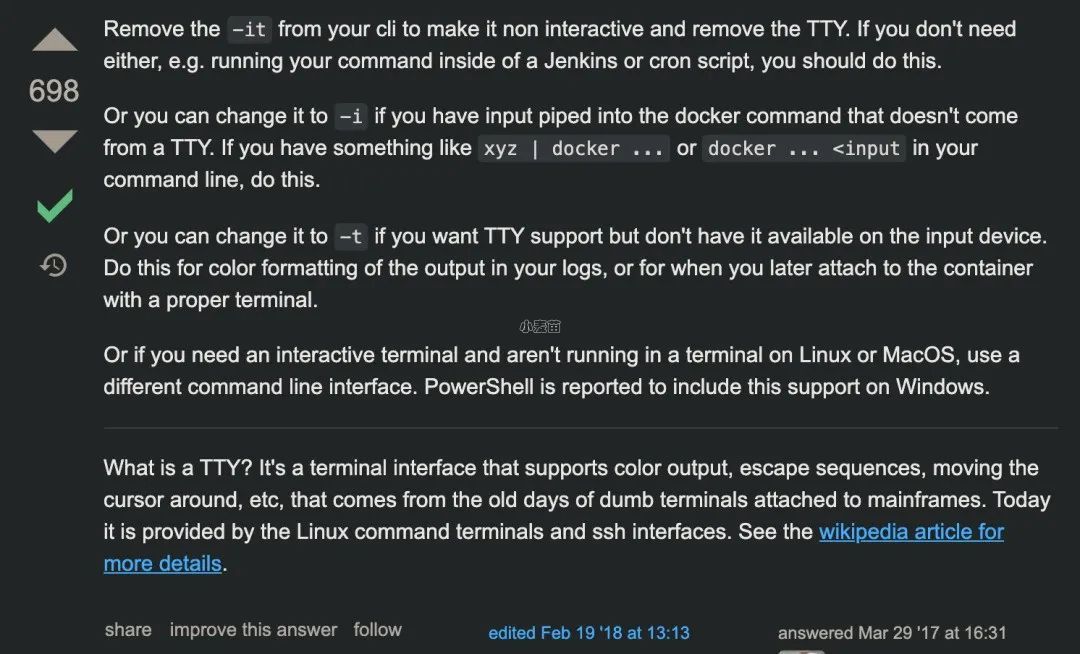 Remove the -it from your cli to make it non interactive and remove the TTY. If you don't need
either, e.g. running your command inside of a Jenkins or cron script, you should do this.
698
Or you can change it to -i if you have input piped into the docker command that doesn't come
from a TTY. If you have something like xyz | docker ... or docker ... <input in your
command line, do this.
Or you can change it to -t if you want TTY support but don't have it available on the input device.
Do this for color formatting of the output in your logs, or for when you later attach to the container
with a proper terminal.
小麦苗
Or if you need an interactive terminal and aren't running in a terminal on Linux or MacOS, use a
different command line interface. PowerShell is reported to include this support on Windows.
What is a TTY? It's a terminal interface that supports color output, escape sequences, moving the
cursor around, etc, that comes from the old days of dumb terminals attached to mainframes. Today
it is provided by the Linux command terminals and ssh interfaces. See the wikipedia article for
more details.
share improve this answer follow
edited Feb 19 '18 at 13:13
answered Mar 29 '17 at 16:31